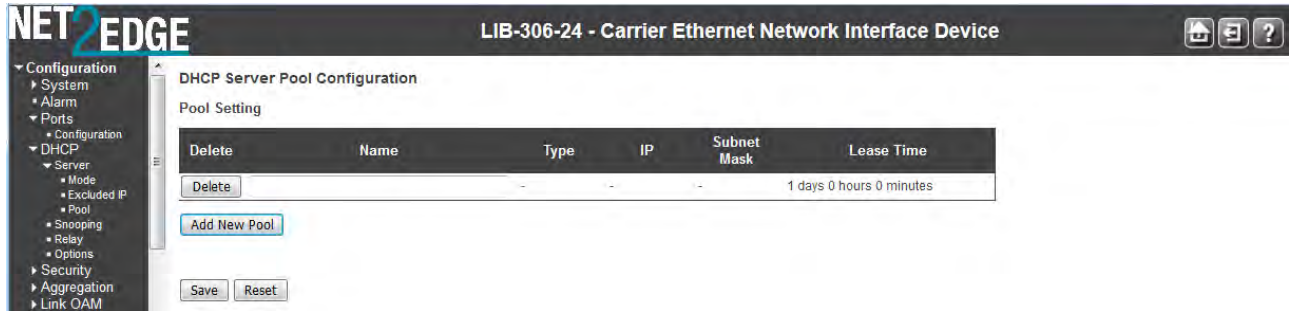 NET2EDGE
LIB-306-24 - Carrier Ethernet Network Interface Device
?
Configuration
System
Alarm
Ports
Configuration
DHCP
Server
Mode
Excluded IP
Pool
Snooping
Relay
Options
Security
Aggregation
Link OAM
DHCP Server Pool Configuration
Pool Setting
Delete Name Type IP Subnet Mask Lease Time
Delete - - - 1 days 0 hours 0 minutes
Add New Pool
Save Reset